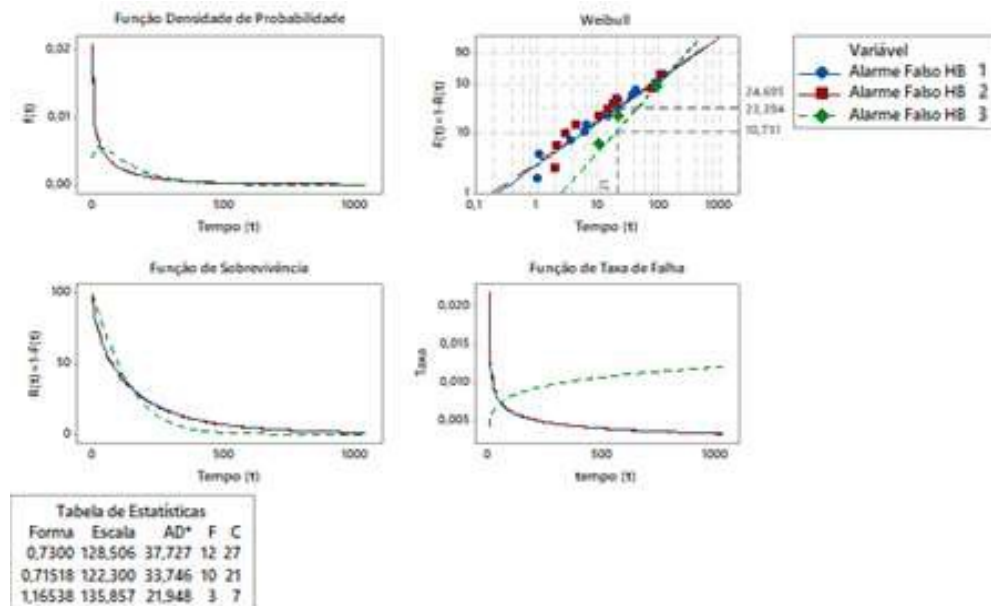 Função Densidade de Probabilidade
0,02
0,01
0,00
f(t)
0 100 1000
Tempo (t)
Weibull
F(t)=1-R(t)
50
50
10
1
0,1 1 10 100 1000
21
24,695
23,394
10,731
Tempo (t)
Variável
Alarme Falso HB 1
Alarme Falso HB 2
Alarme Falso HB 3
Função de Sobrevivência
100
50
0
R(t)=1-F(t)
0 500 1000
Tempo (t)
Função de Taxa de Falha
0,020
0,015
0,010
0,005
Taxa
0 500 1000
tempo (t)
Tabela de Estatísticas
Forma Escala AD* F C
0,7300 128,506 37,727 12 27
0,71518 122,300 33,746 10 21
1,16538 135,857 21,948 3 7